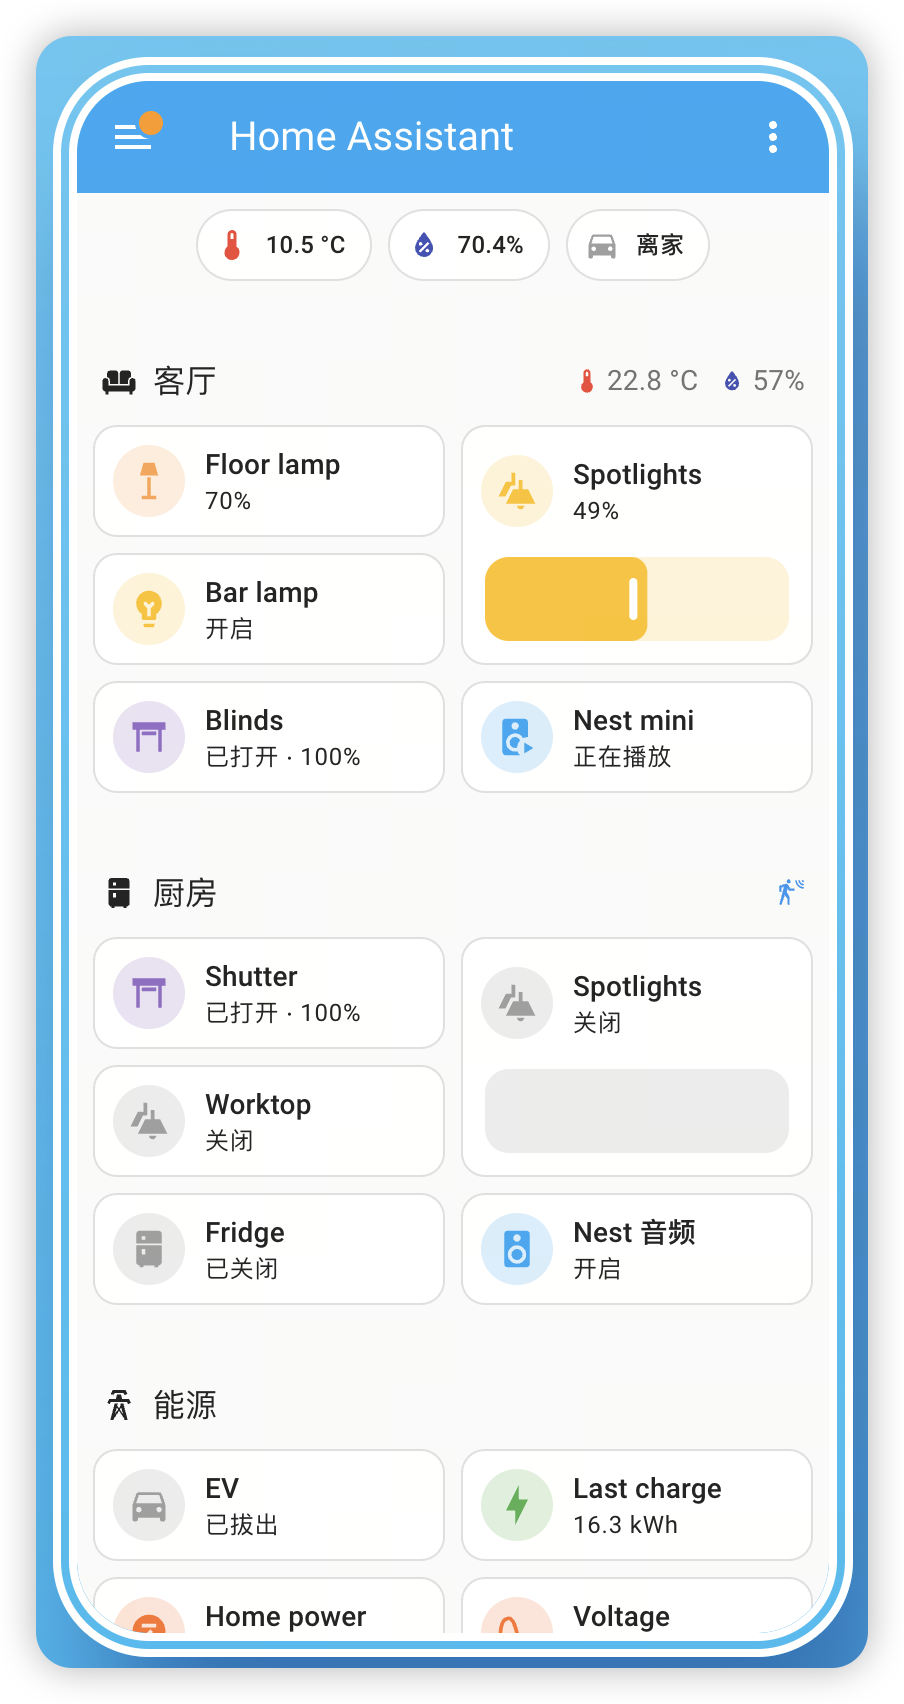 Home Assistant
10.5 °C
70.4%
离家
客厅
22.8 °C
57%
Floor lamp
70%
Spotlights
49%
Bar lamp
开启
Blinds
已打开 · 100%
Nest mini
正在播放
厨房
Shutter
已打开 · 100%
Spotlights
关闭
Worktop
关闭
Fridge
已关闭
Nest 音频
开启
能源
EV
已拔出
Last charge
16.3 kWh
Home power
Voltage